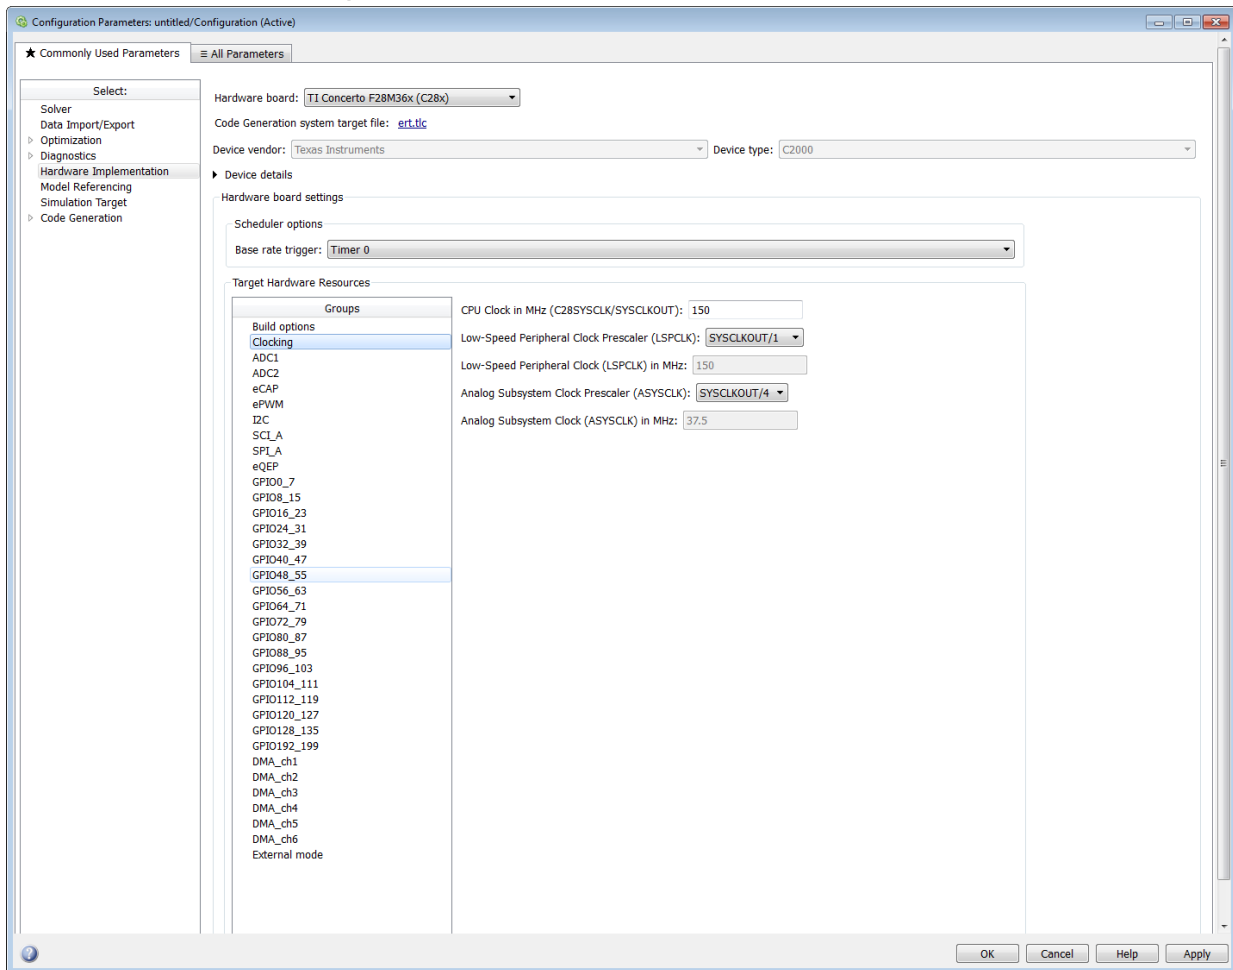 Configuration Parameters: untitled/Configuration (Active)
★ Commonly Used Parameters
≡ All Parameters
Select:
Solver
Data Import/Export
Optimization
Diagnostics
Hardware Implementation
Model Referencing
Simulation Target
Code Generation
Hardware board: TI Concerto F28M36x (C28x)
Code Generation system target file: ert.tlc
Device vendor: Texas Instruments Device type: C2000
Device details
Hardware board settings
Scheduler options
Base rate trigger: Timer 0
Target Hardware Resources
Groups
Build options
Clocking
ADC1
ADC2
eCAP
ePWM
I2C
SCI_A
SPI_A
eQEP
GPIO0_7
GPIO8_15
GPIO16_23
GPIO24_31
GPIO32_39
GPIO40_47
GPIO48_55
GPIO56_63
GPIO64_71
GPIO72_79
GPIO80_87
GPIO88_95
GPIO96_103
GPIO104_111
GPIO112_119
GPIO120_127
GPIO128_135
GPIO192_199
DMA_ch1
DMA_ch2
DMA_ch3
DMA_ch4
DMA_ch5
DMA_ch6
External mode
CPU Clock in MHz (C28SYSCLK/SYSCLKOUT): 150
Low-Speed Peripheral Clock Prescaler (LSPCLK): SYSCLKOUT/1
Low-Speed Peripheral Clock (LSPCLK) in MHz: 150
Analog Subsystem Clock Prescaler (ASYSCLK): SYSCLKOUT/4
Analog Subsystem Clock (ASYSCLK) in MHz: 37.5
OK Cancel Help Apply